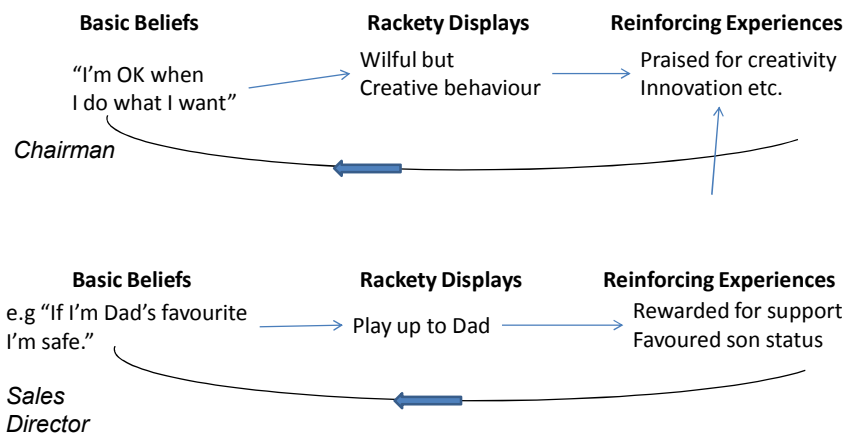 Basic Beliefs Rackety Displays Reinforcing Experiences
“I’m OK when
I do what I want”
Wilful but
Creative behaviour
Praised for creativity
Innovation etc.
Chairman
Basic Beliefs Rackety Displays Reinforcing Experiences
e.g “If I’m Dad’s favourite
I’m safe.”
Play up to Dad
Rewarded for support
Favoured son status
Sales
Director